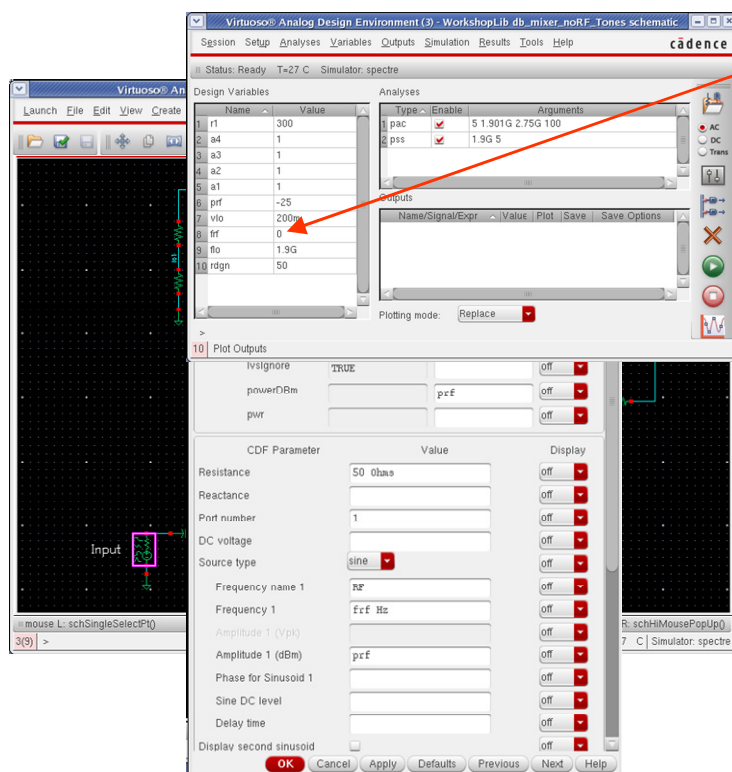 Virtuoso® Analog Design Environment (3) - WorkshopLib db_mixer_noRF_Tones schematic
Session Setup Analyses Variables Outputs Simulation Results Tools Help
cādence
Status: Ready T=27 C Simulator: spectre
Virtuoso® An
Launch File Edit View Create
Design Variables
Name Value
1 r1 300
2 a4 1
3 a3 1
4 a2 1
5 a1 1
6 prf -25
7 vlo 200m
8 frf 0
9 flo 1.9G
10 rdgn 50
Analyses
Type Enable Arguments
1 pac 5 1.901G 2.75G 100
2 pss 1.9G 5
Outputs
Name/Signal/Expr Value Plot Save Save Options
Plotting mode: Replace
AC
DC
Trans
>
10 Plot Outputs
lvsIgnore TRUE off
powerDBm prf off
pwr off
CDF Parameter Value Display
Resistance 50 Ohms off
Reactance off
Port number 1 off
DC voltage off
Source type sine off
Frequency name 1 RF off
Frequency 1 frf Hz off
Amplitude 1 (Vpk) off
Amplitude 1 (dBm) prf off
Phase for Sinusoid 1 off
Sine DC level off
Delay time off
Display second sinusoid off
OK Cancel Apply Defaults Previous Next Help
Input
mouse L: schSingleSelectPt()
3(9) >
R: schHiMousePopUp()
7 C Simulator: spectre